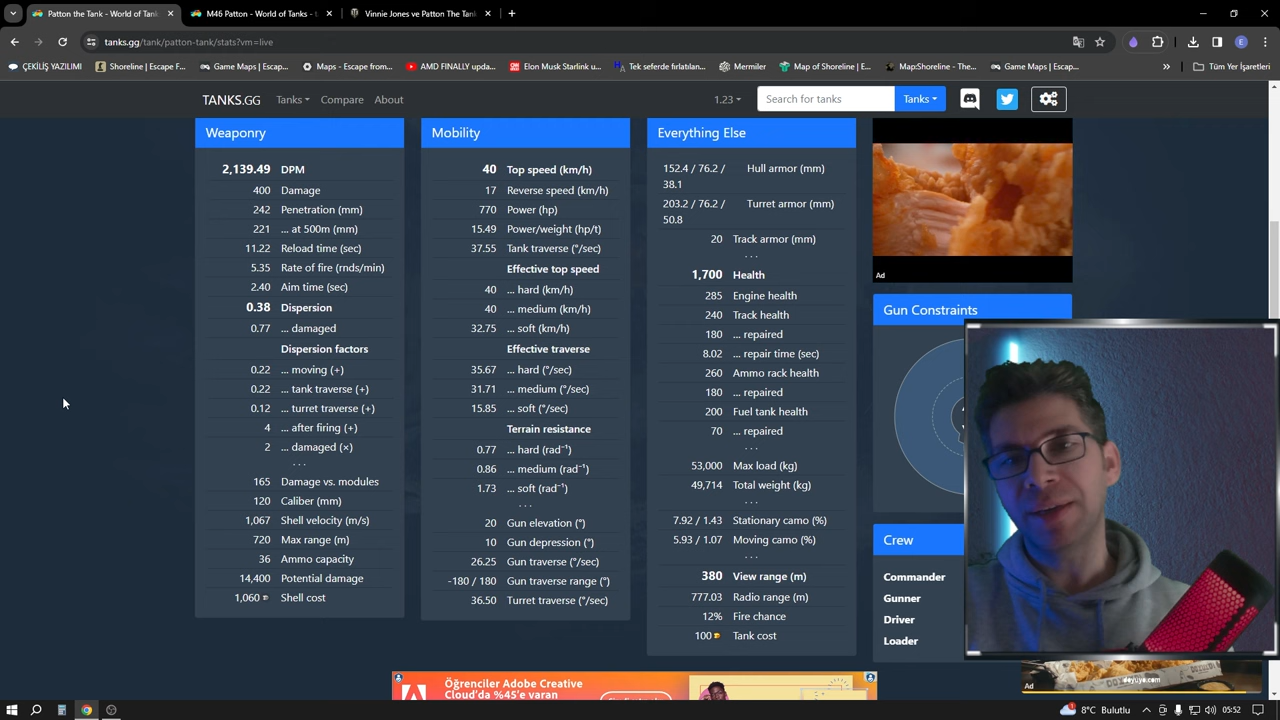 Patton the Tank - World of Tanks
M46 Patton - World of Tanks - t
Vinnie Jones ve Patton The Tan
tanks.gg/tank/patton-tank/stats?vm=live
ÇEKİLİŞ YAZILIMI
Shoreline | Escape F...
Game Maps | Escap...
Maps - Escape from...
AMD FINALLY upda...
Elon Musk Starlink u...
Tek seferde fırlatılan...
Mermiler
Map of Shoreline | E...
Map:Shoreline - The...
Game Maps | Escap...
Tüm Yer İşaretleri
TANKS.GG
Tanks
Compare
About
1.23
Search for tanks
Tanks
Weaponry
2,139.49 DPM
400 Damage
242 Penetration (mm)
221 ... at 500m (mm)
11.22 Reload time (sec)
5.35 Rate of fire (rnds/min)
2.40 Aim time (sec)
0.38 Dispersion
0.77 ... damaged
Dispersion factors
0.22 ... moving (+)
0.22 ... tank traverse (+)
0.12 ... turret traverse (+)
4 ... after firing (+)
2 ... damaged (×)
...
165 Damage vs. modules
120 Caliber (mm)
1,067 Shell velocity (m/s)
720 Max range (m)
36 Ammo capacity
14,400 Potential damage
1,060 Shell cost
Mobility
40 Top speed (km/h)
17 Reverse speed (km/h)
770 Power (hp)
15.49 Power/weight (hp/t)
37.55 Tank traverse (°/sec)
Effective top speed
40 ... hard (km/h)
40 ... medium (km/h)
32.75 ... soft (km/h)
Effective traverse
35.67 ... hard (°/sec)
31.71 ... medium (°/sec)
15.85 ... soft (°/sec)
Terrain resistance
0.77 ... hard (rad⁻¹)
0.86 ... medium (rad⁻¹)
1.73 ... soft (rad⁻¹)
...
20 Gun elevation (°)
10 Gun depression (°)
26.25 Gun traverse (°/sec)
-180 / 180 Gun traverse range (°)
36.50 Turret traverse (°/sec)
Everything Else
152.4 / 76.2 / Hull armor (mm)
38.1
203.2 / 76.2 / Turret armor (mm)
50.8
20 Track armor (mm)
...
1,700 Health
285 Engine health
240 Track health
180 ... repaired
8.02 ... repair time (sec)
260 Ammo rack health
180 ... repaired
200 Fuel tank health
70 ... repaired
...
53,000 Max load (kg)
49,714 Total weight (kg)
...
7.92 / 1.43 Stationary camo (%)
5.93 / 1.07 Moving camo (%)
...
380 View range (m)
777.03 Radio range (m)
12% Fire chance
100 Tank cost
Ad
Gun Constraints
Crew
Commander
Gunner
Driver
Loader
Ad
doyuyo.com
Öğrenciler Adobe Creative
Cloud'da %45'e varan
8°C Bulutlu
05:52